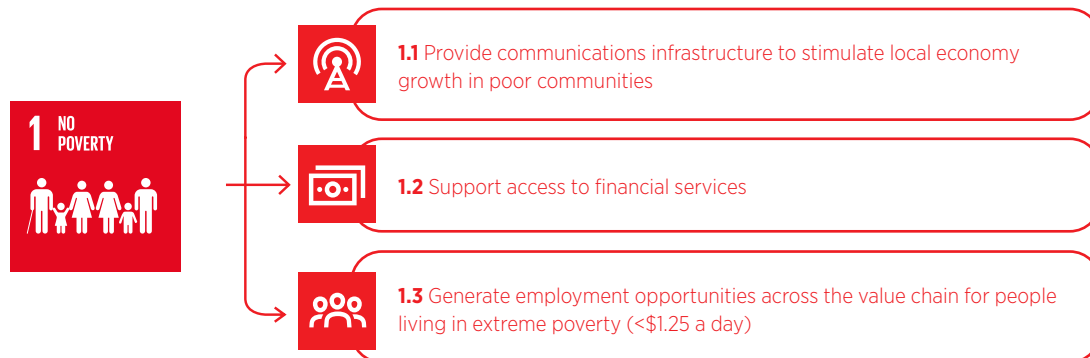 1 NO
POVERTY
1.1 Provide communications infrastructure to stimulate local economy
growth in poor communities
1.2 Support access to financial services
1.3 Generate employment opportunities across the value chain for people
living in extreme poverty (<$1.25 a day)